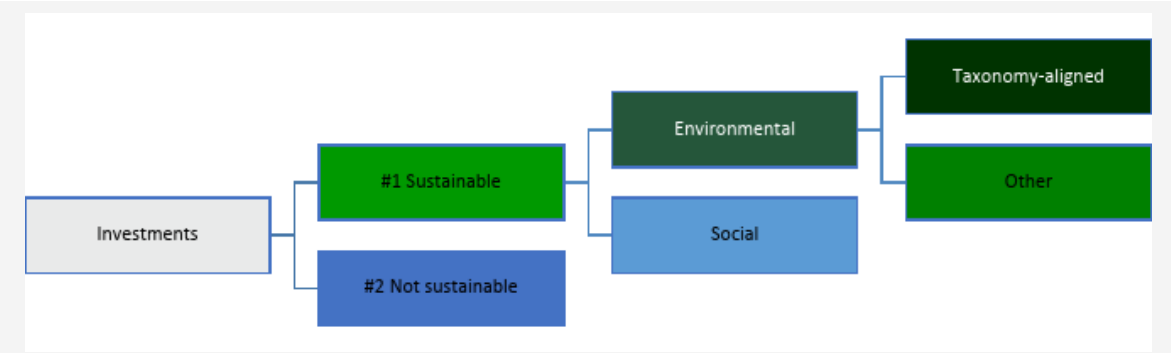 Taxonomy-aligned
Environmental
#1 Sustainable
Other
Investments
Social
#2 Not sustainable